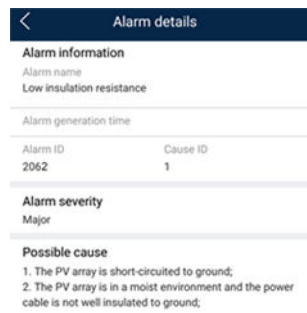 Alarm details
Alarm information
Alarm name
Low insulation resistance
Alarm generation time
Alarm ID Cause ID
2062 1
Alarm severity
Major
Possible cause
1. The PV array is short-circuited to ground;
2. The PV array is in a moist environment and the power
cable is not well insulated to ground;